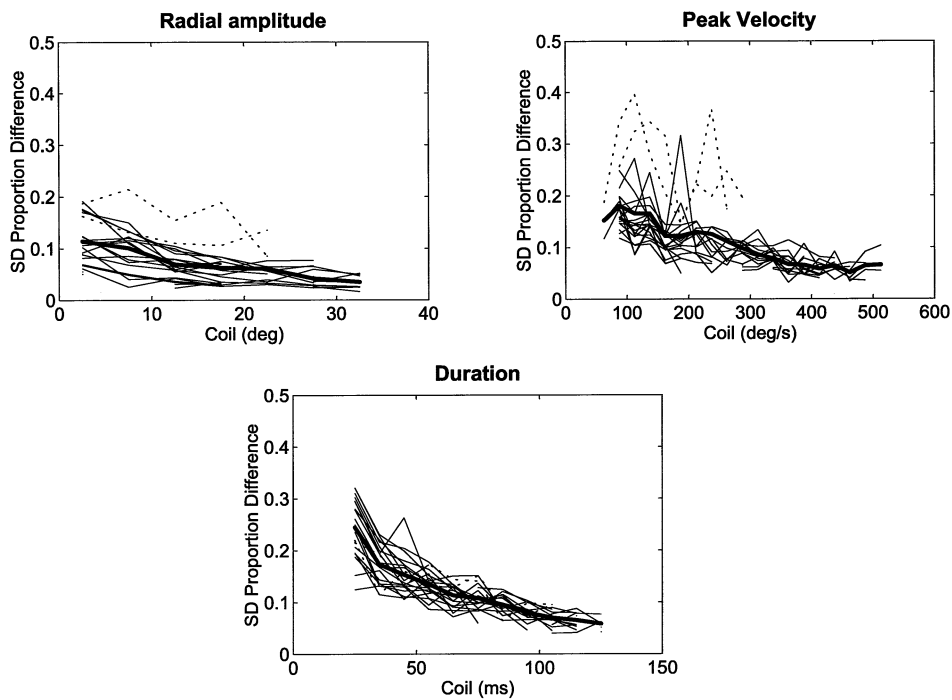 Radial amplitude
0.5
0.4
0.3
0.2
0.1
0
SD Proportion Difference
0 10 20 30 40
Coil (deg)
Peak Velocity
0.5
0.4
0.3
0.2
0.1
0
SD Proportion Difference
0 100 200 300 400 500 600
Coil (deg/s)
Duration
0.5
0.4
0.3
0.2
0.1
0
SD Proportion Difference
0 50 100 150
Coil (ms)